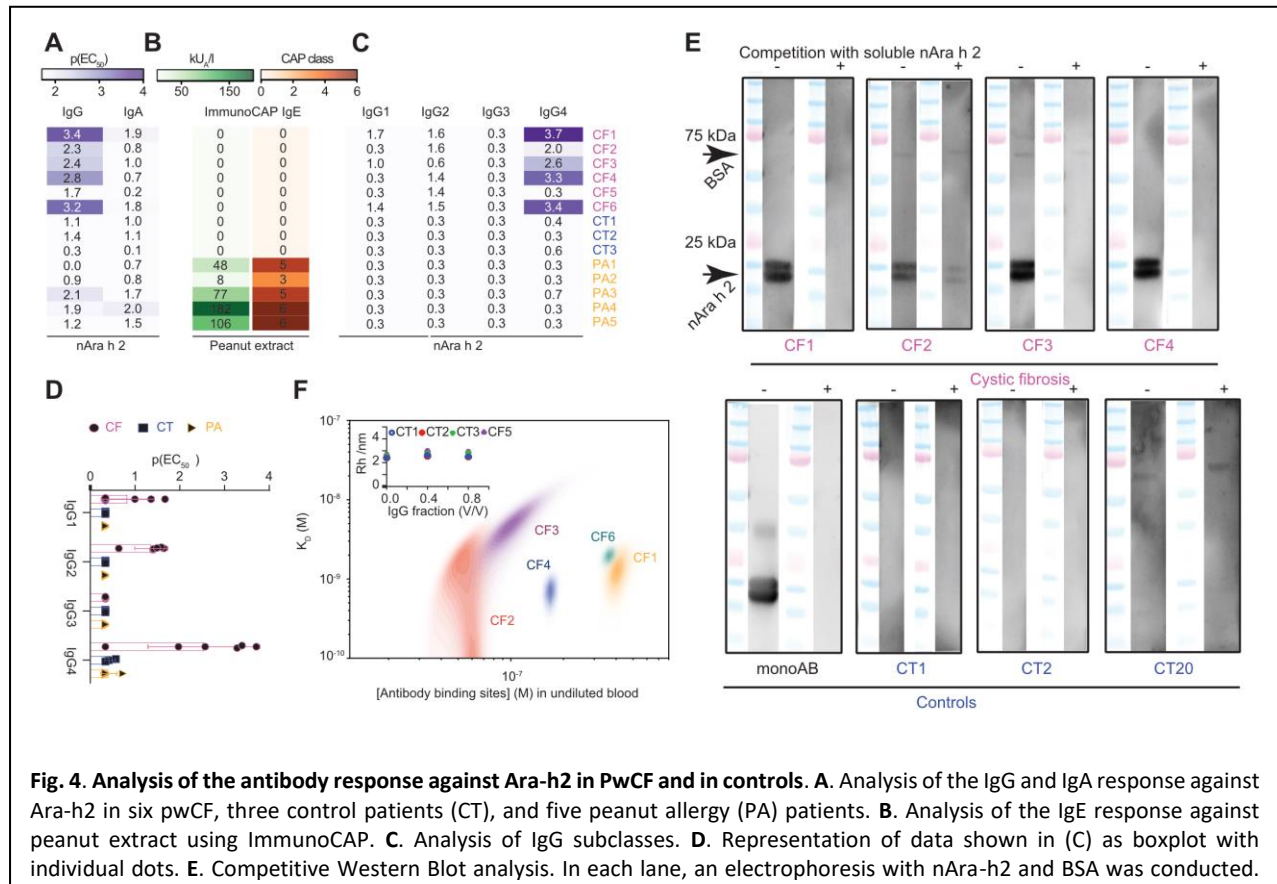 A B C
p(EC50) kUA/l CAP class
2 3 4 50 150 0 2 4 6
IgG IgA ImmunoCAP IgE IgG1 IgG2 IgG3 IgG4
3.4 1.9 0 0 1.7 1.6 0.3 3.7 CF1
2.3 0.8 0 0 0.3 1.6 0.3 2.0 CF2
2.4 1.0 0 0 1.0 0.6 0.3 2.6 CF3
2.8 0.7 0 0 0.3 1.4 0.3 3.3 CF4
1.7 0.2 0 0 0.3 1.4 0.3 0.3 CF5
3.2 1.8 0 0 1.4 1.5 0.3 3.4 CF6
1.1 1.0 0 0 0.3 0.3 0.3 0.4 CT1
1.4 1.1 0 0 0.3 0.3 0.3 0.3 CT2
0.3 0.1 0 0 0.3 0.3 0.3 0.6 CT3
0.0 0.7 48 5 0.3 0.3 0.3 0.3 PA1
0.9 0.8 8 3 0.3 0.3 0.3 0.3 PA2
2.1 1.7 77 5 0.3 0.3 0.3 0.7 PA3
1.9 2.0 182 6 0.3 0.3 0.3 0.3 PA4
1.2 1.5 106 6 0.3 0.3 0.3 0.3 PA5
nAra h 2 Peanut extract nAra h 2
D
CF CT PA
p(EC50 )
0 1 2 3 4
IgG1
IgG2
IgG3
IgG4
F
10-7
10-8
10-9
10-10
KD (M)
CT1 CT2 CT3 CF5
Rh /nm
4
2
0
0.0 0.4 0.8
IgG fraction (V/V)
CF3
CF6
CF4
CF1
CF2
10-7
[Antibody binding sites] (M) in undiluted blood
E
Competition with soluble nAra h 2
- + - + - + - +
75 kDa
BSA
25 kDa
nAra h 2
CF1 CF2 CF3 CF4
Cystic fibrosis
- + - + - + - +
monoAB CT1 CT2 CT20
Controls
Fig. 4. Analysis of the antibody response against Ara-h2 in PwCF and in controls. A. Analysis of the IgG and IgA response against
Ara-h2 in six pwCF, three control patients (CT), and five peanut allergy (PA) patients. B. Analysis of the IgE response against
peanut extract using ImmunoCAP. C. Analysis of IgG subclasses. D. Representation of data shown in (C) as boxplot with
individual dots. E. Competitive Western Blot analysis. In each lane, an electrophoresis with nAra-h2 and BSA was conducted.